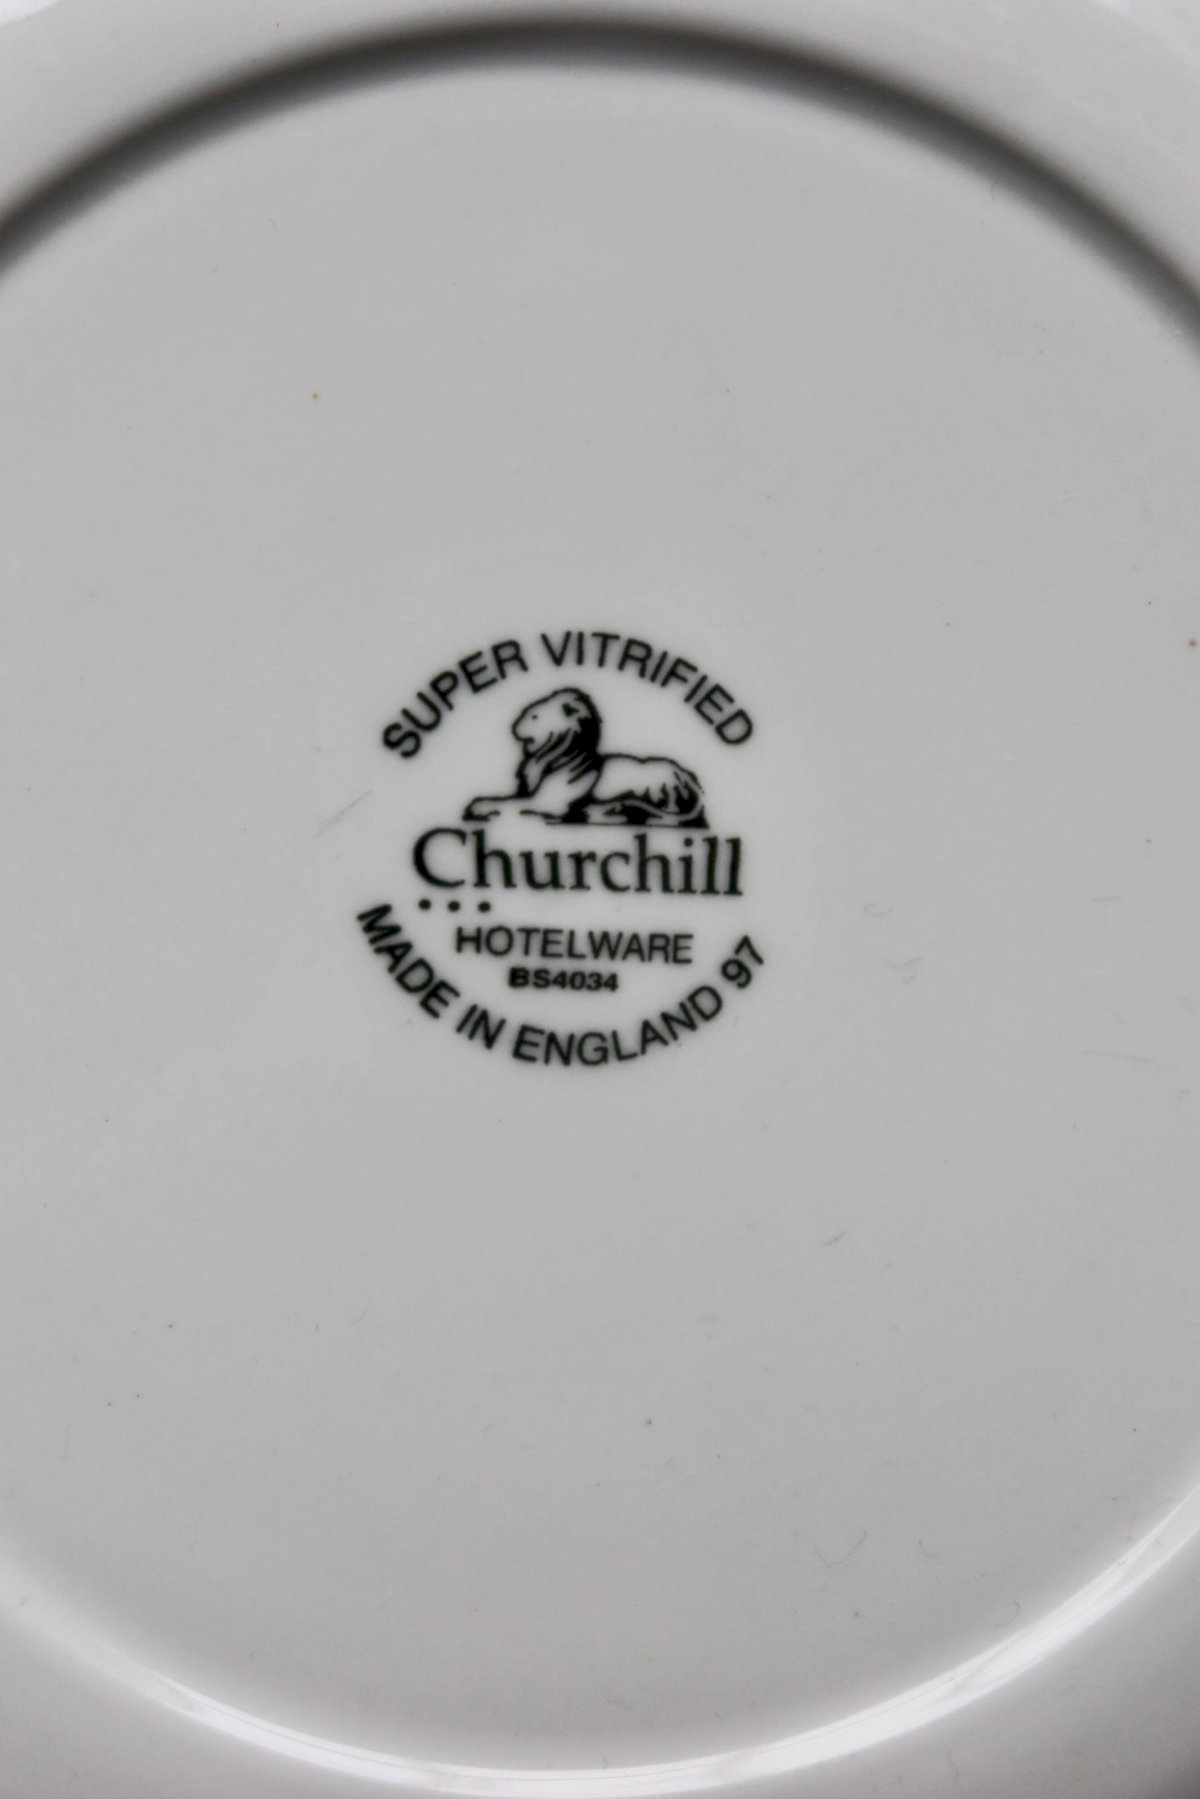 SUPER VITRIFIED
Churchill
•••
HOTELWARE
BS4034
MADE IN ENGLAND 97